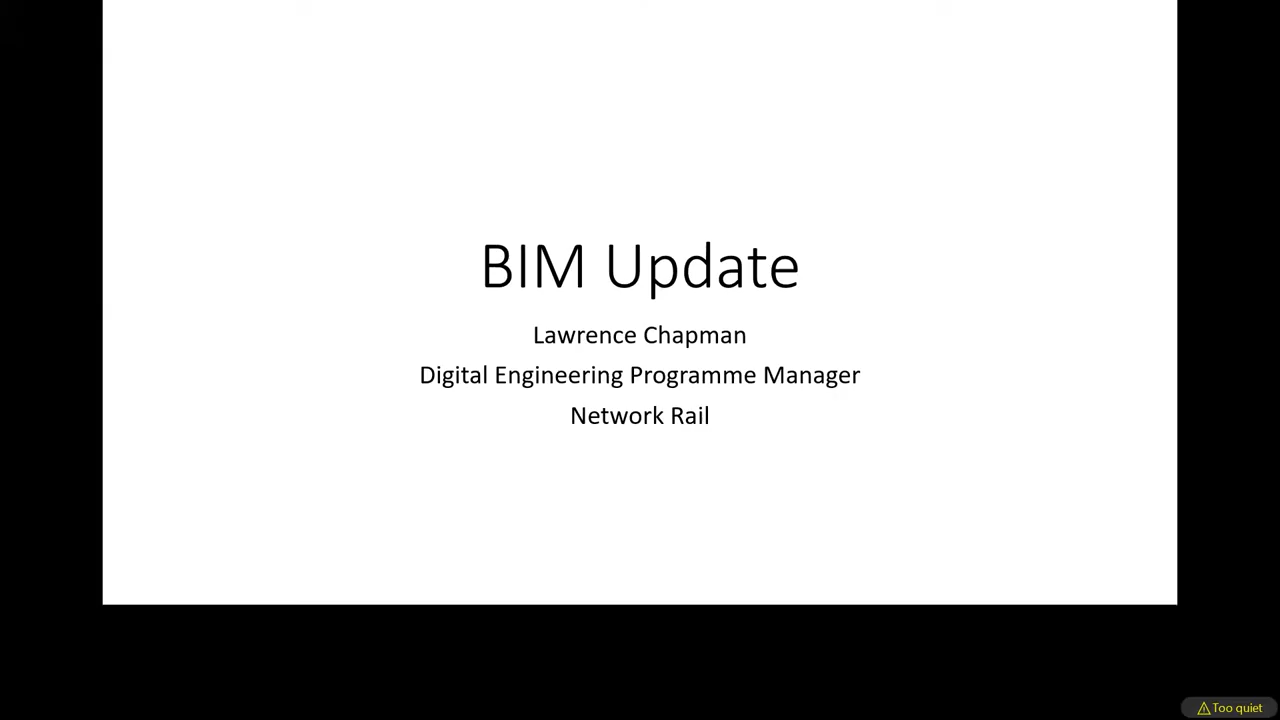 BIM Update
Lawrence Chapman
Digital Engineering Programme Manager
Network Rail
Too quiet